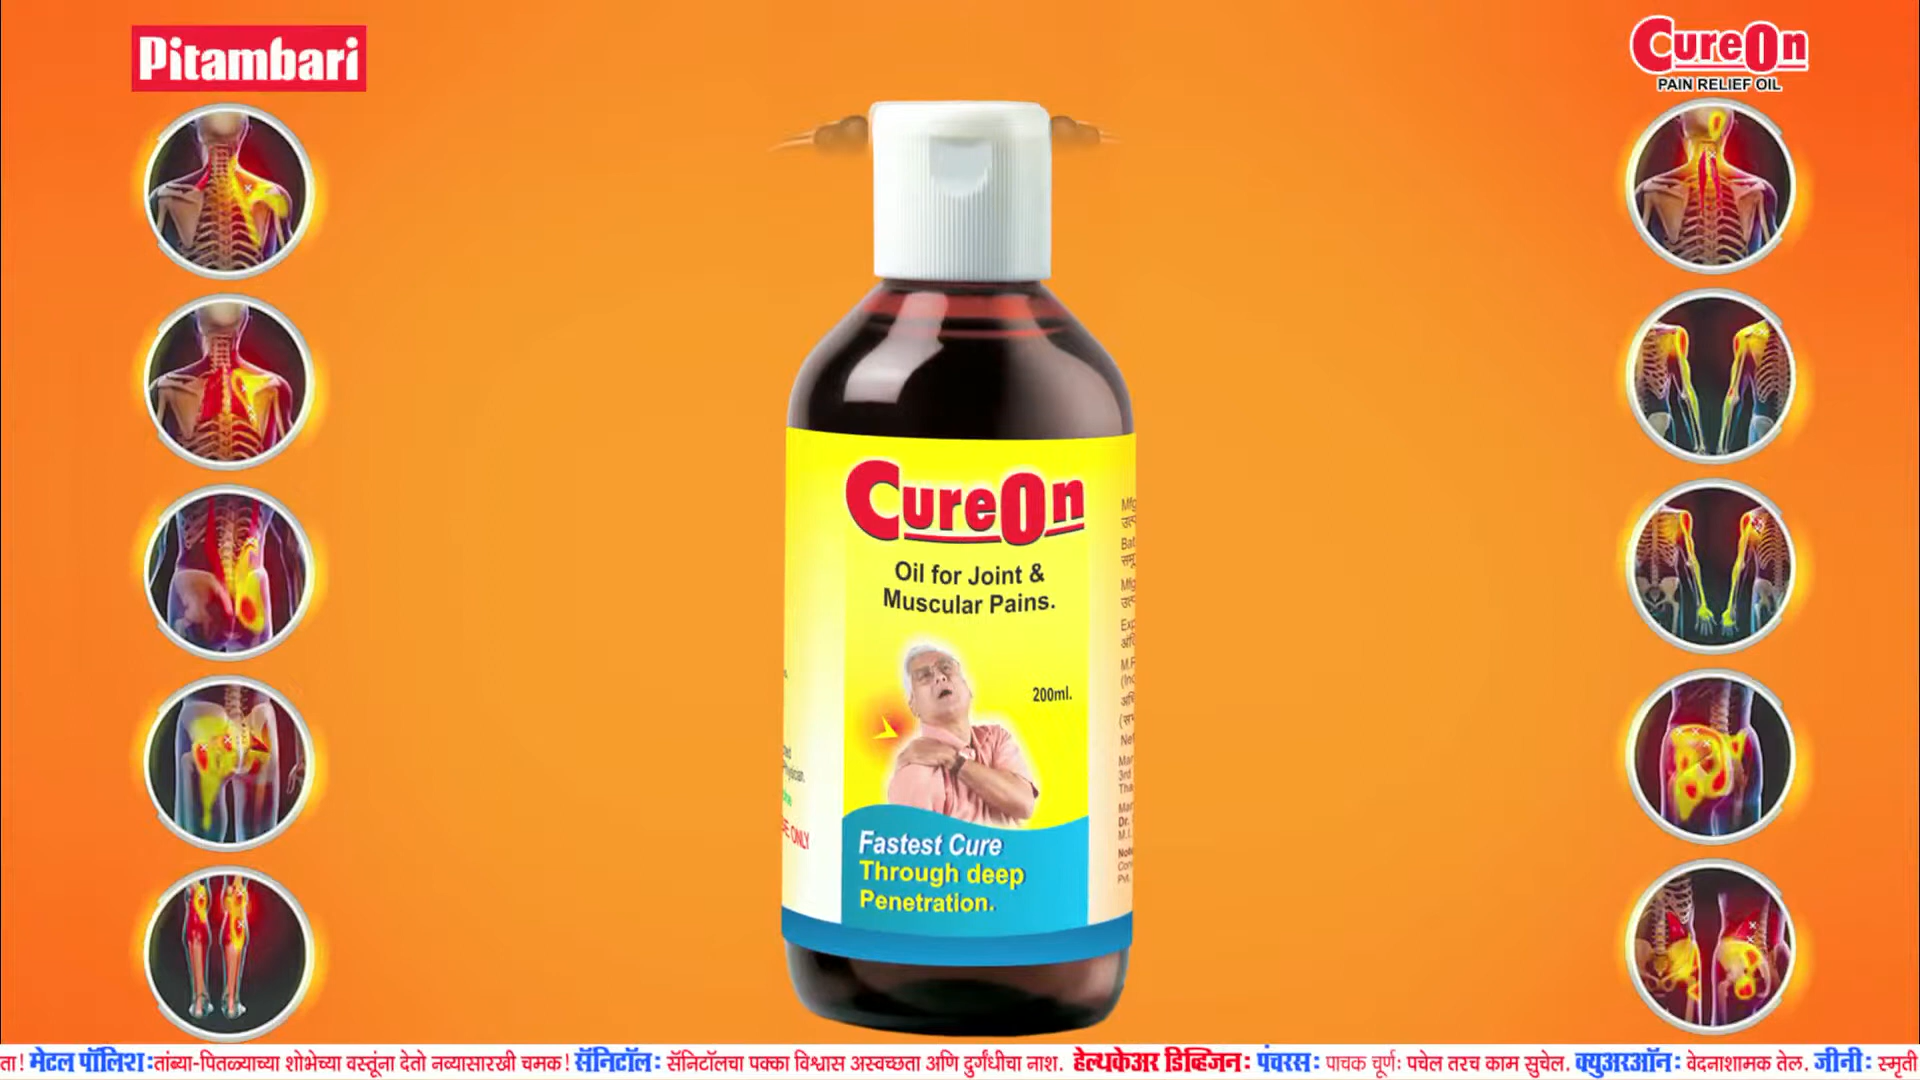 Pitambari
CureOn
PAIN RELIEF OIL
CureOn
Oil for Joint &
Muscular Pains.
200ml.
Fastest Cure
Through deep
Penetration.
E ONLY
ता! मेटल पॉलिश:तांब्या-पितळ्याच्या शोभेच्या वस्तूंना देतो नव्यासारखी चमक! सॅनिटॉल: सॅनिटॉलचा पक्का विश्वास अस्वच्छता आणि दुर्गंधीचा नाश. हेल्थकेअर डिव्हिजन: पंचरस: पाचक चूर्ण: पचेल तरच काम सुचेल. क्युअरऑन: वेदनाशामक तेल. जीनी: स्मृती